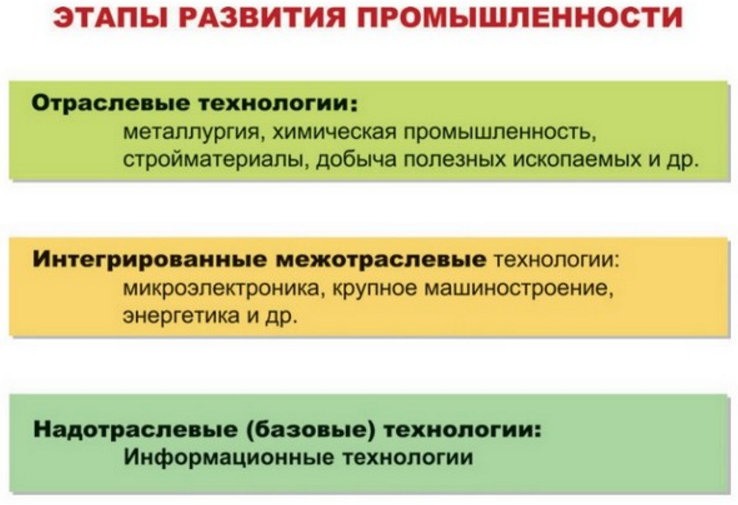 ЭТАПЫ РАЗВИТИЯ ПРОМЫШЛЕННОСТИ
Отраслевые технологии:
металлургия, химическая промышленность,
стройматериалы, добыча полезных ископаемых и др.
Интегрированные межотраслевые технологии:
микроэлектроника, крупное машиностроение,
энергетика и др.
Надотраслевые (базовые) технологии:
Информационные технологии